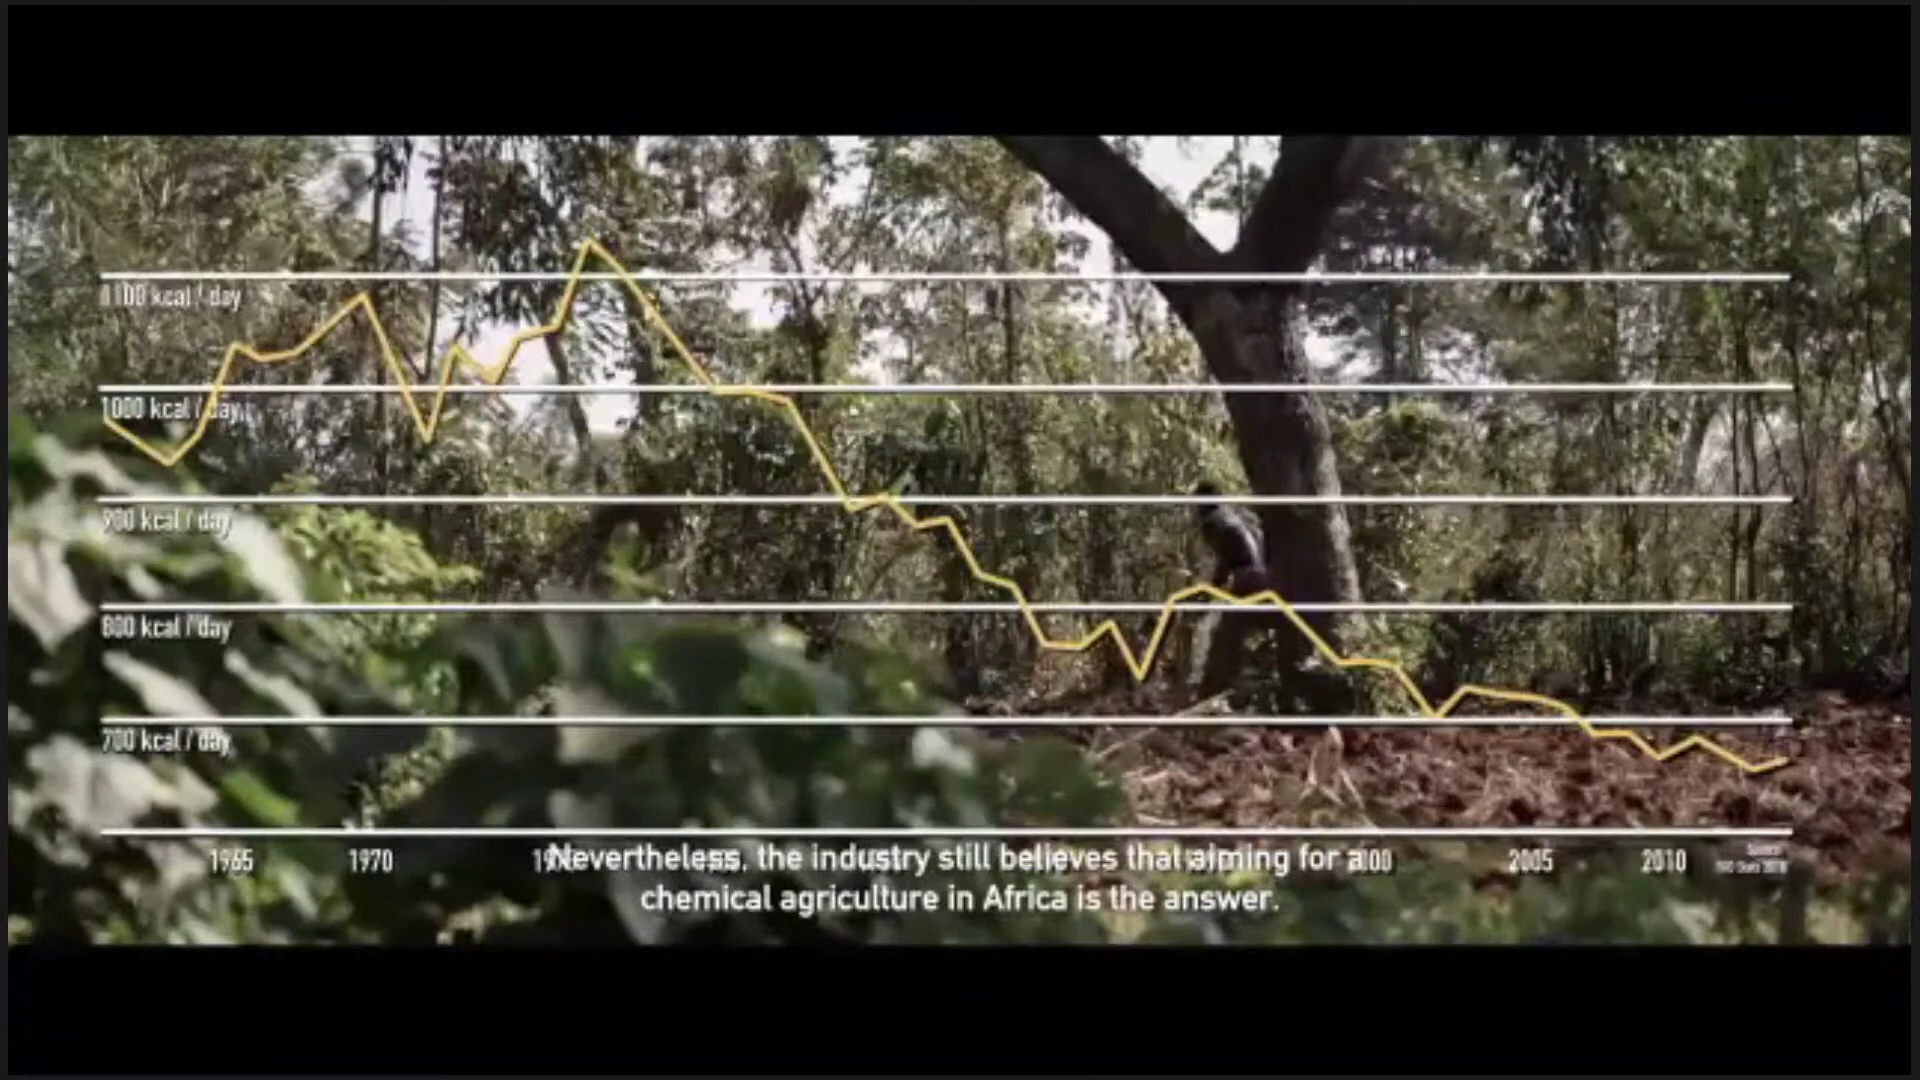 1100 kcal / day
1000 kcal / day
900 kcal / day
800 kcal / day
700 kcal / day
1965 1970 2005 2010
Nevertheless, the industry still believes that aiming for a
chemical agriculture in Africa is the answer.